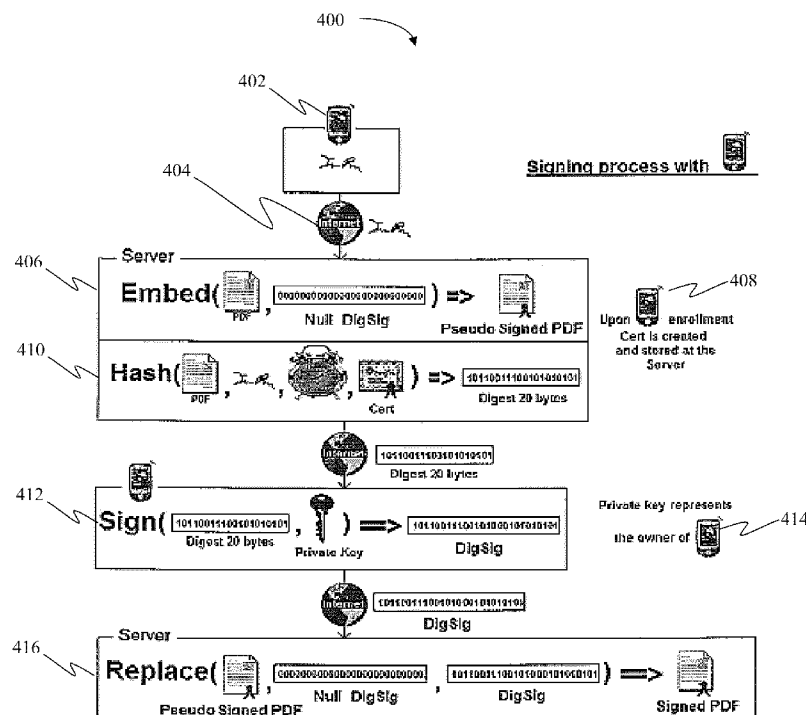 400
402
Signing process with
404
Internet
Server
406
Embed( PDF , 0000000000000000000000000 ) =>
Null DigSig
Pseudo Signed PDF
408
Upon enrollment
Cert is created
and stored at the
Server
410
Hash( PDF , , , Cert ) => 10110011100101010101
Digest 20 bytes
Internet
10110011100101010101
Digest 20 bytes
412
Sign( 10110011100101010101 , ) ==>
Digest 20 bytes
Private Key
DigSig
Private key represents
the owner of
414
Internet
DigSig
Server
416
Replace( , , ) ==>
Pseudo Signed PDF
Null DigSig
DigSig
Signed PDF